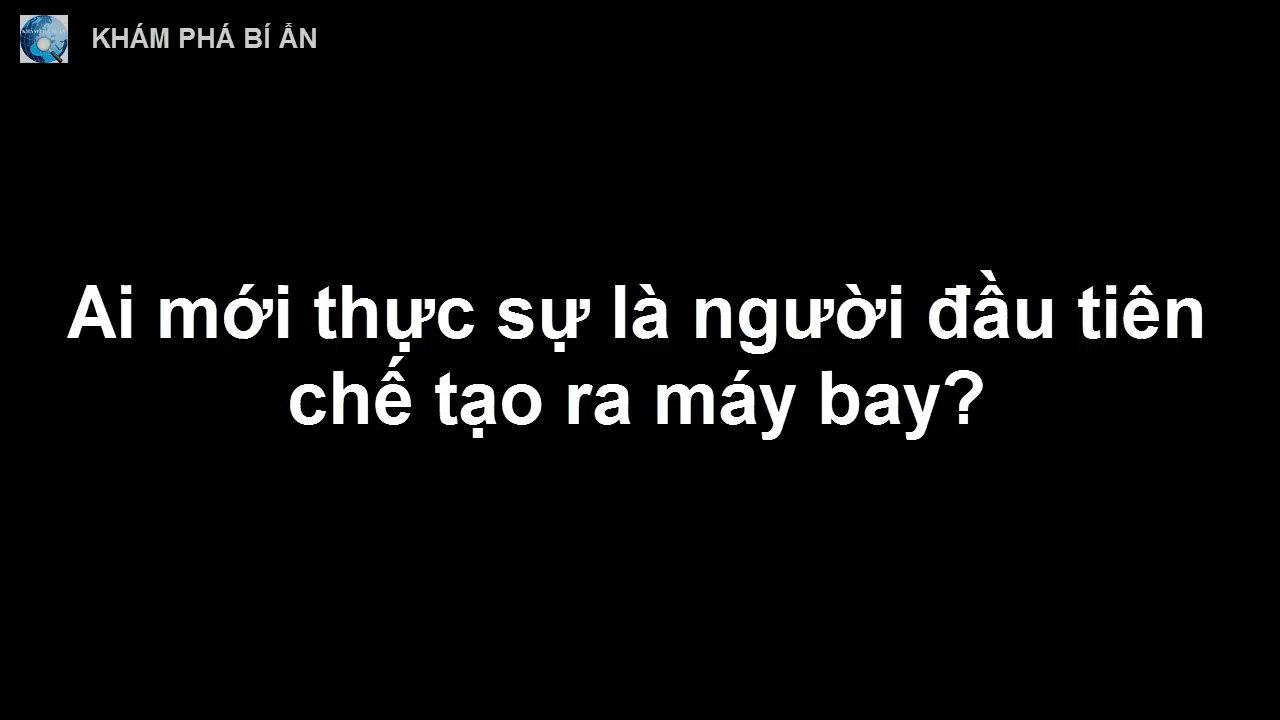 KHÁM PHÁ BÍ ẨN
Ai mới thực sự là người đầu tiên
chế tạo ra máy bay?